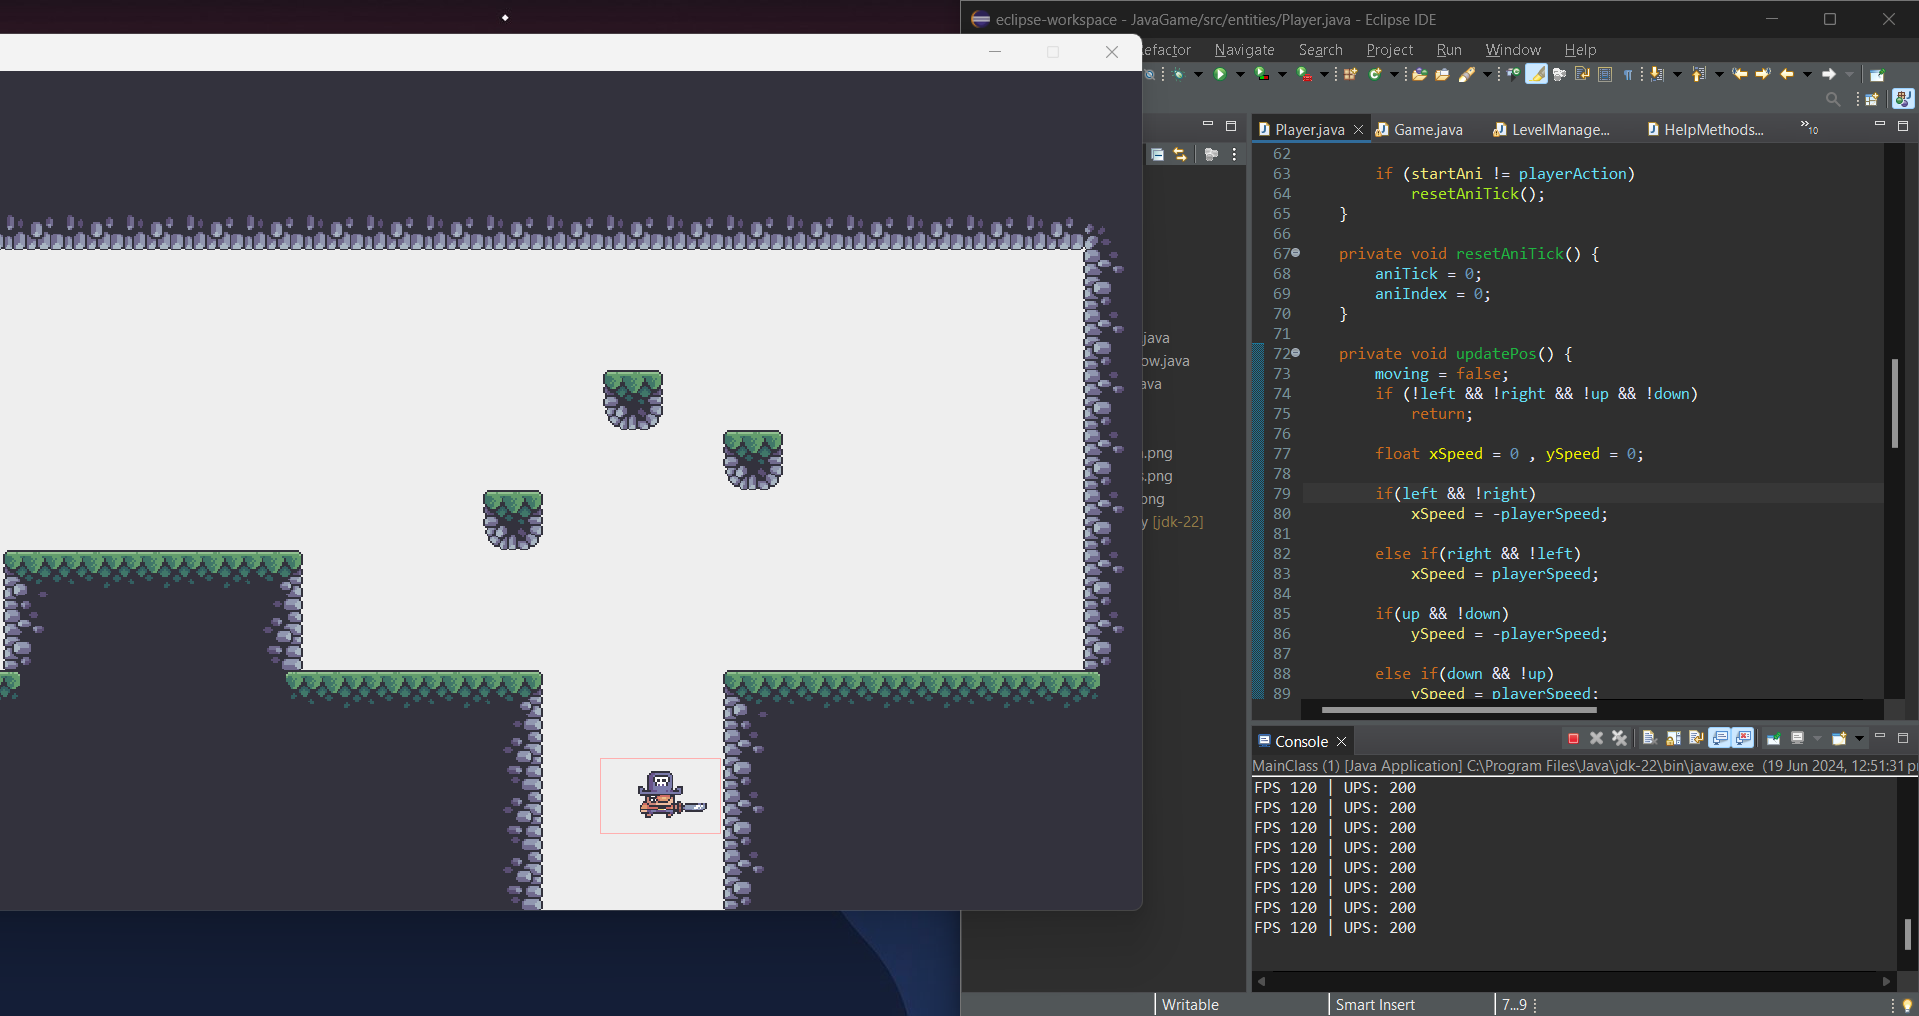 eclipse-workspace - JavaGame/src/entities/Player.java - Eclipse IDE
efactor Navigate Search Project Run Window Help
Player.java Game.java LevelManage... HelpMethods... »10
.java
ow.java
ava
.png
.png
png
y [jdk-22]
62
63 if (startAni != playerAction)
64 resetAniTick();
65 }
66
67 private void resetAniTick() {
68 aniTick = 0;
69 aniIndex = 0;
70 }
71
72 private void updatePos() {
73 moving = false;
74 if (!left && !right && !up && !down)
75 return;
76
77 float xSpeed = 0 , ySpeed = 0;
78
79 if(left && !right)
80 xSpeed = -playerSpeed;
81
82 else if(right && !left)
83 xSpeed = playerSpeed;
84
85 if(up && !down)
86 ySpeed = -playerSpeed;
87
88 else if(down && !up)
89 ySpeed = playerSpeed;
Console
MainClass (1) [Java Application] C:\Program Files\Java\jdk-22\bin\javaw.exe (19 Jun 2024, 12:51:31 p
FPS 120 | UPS: 200
FPS 120 | UPS: 200
FPS 120 | UPS: 200
FPS 120 | UPS: 200
FPS 120 | UPS: 200
FPS 120 | UPS: 200
FPS 120 | UPS: 200
FPS 120 | UPS: 200
Writable Smart Insert 7...9